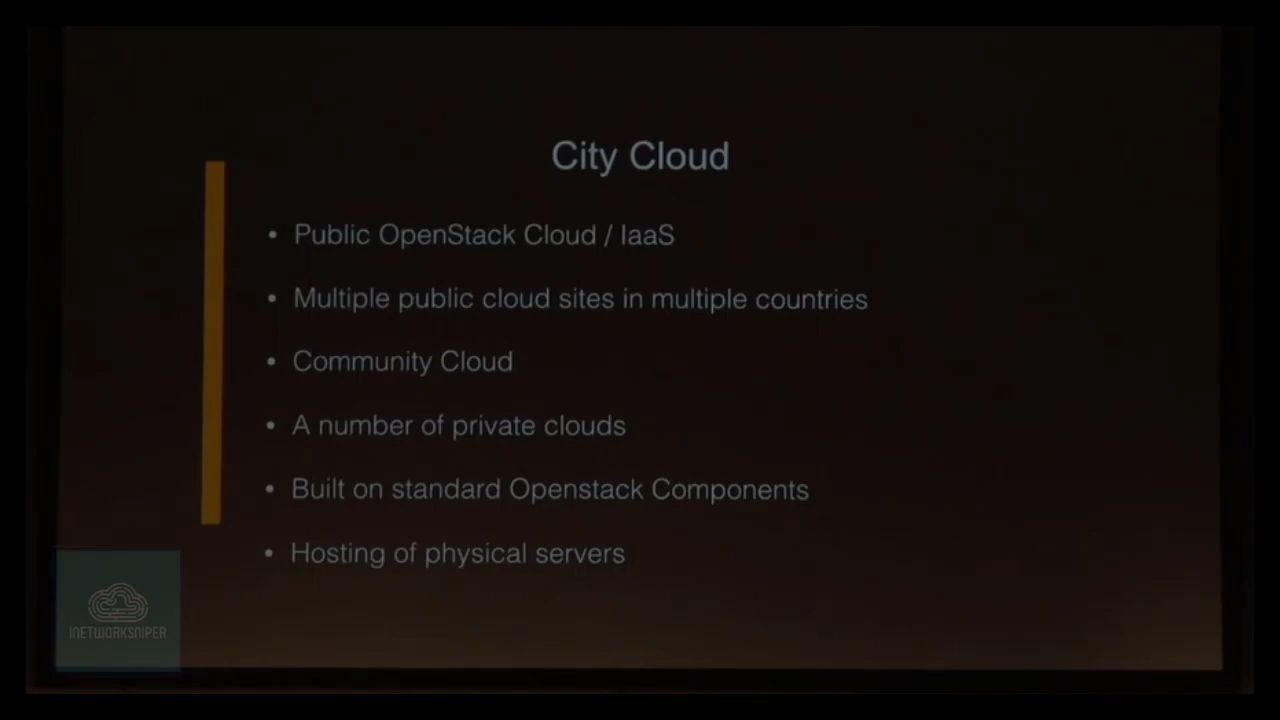 City Cloud
• Public OpenStack Cloud / IaaS
• Multiple public cloud sites in multiple countries
• Community Cloud
• A number of private clouds
• Built on standard Openstack Components
• Hosting of physical servers
INETWORKSNIPER